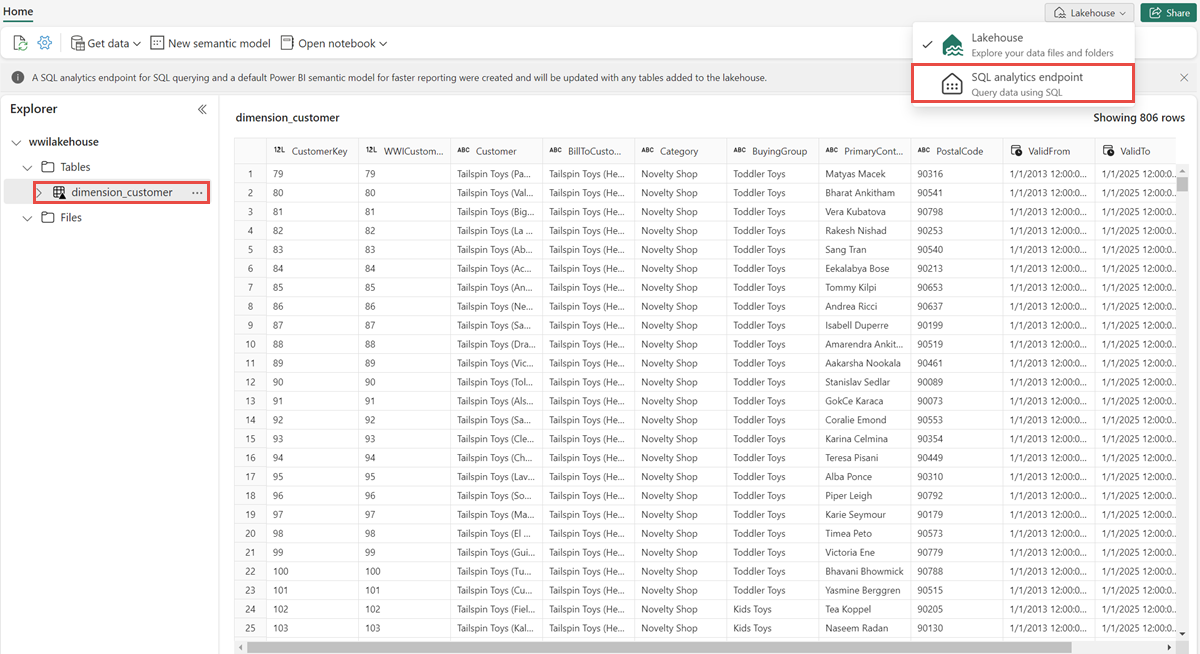 Home
Lakehouse
Share
Get data
New semantic model
Open notebook
Lakehouse
Explore your data files and folders
SQL analytics endpoint
Query data using SQL
A SQL analytics endpoint for SQL querying and a default Power BI semantic model for faster reporting were created and will be updated with any tables added to the lakehouse.
Explorer
wwilakehouse
Tables
dimension_customer ...
Files
dimension_customer
Showing 806 rows
12L CustomerKey 12L WWICustom... ABC Customer ABC BillToCusto... ABC Category ABC BuyingGroup ABC PrimaryCont... ABC PostalCode ValidFrom ValidTo
1 79 79 Tailspin Toys (Pa... Tailspin Toys (He... Novelty Shop Toddler Toys Matyas Macek 90316 1/1/2013 12:00:0... 1/1/2025 12:00:0...
2 80 80 Tailspin Toys (Val... Tailspin Toys (He... Novelty Shop Toddler Toys Bharat Ankitham 90541 1/1/2013 12:00:0... 1/1/2025 12:00:0...
3 81 81 Tailspin Toys (Big... Tailspin Toys (He... Novelty Shop Toddler Toys Vera Kubatova 90798 1/1/2013 12:00:0... 1/1/2025 12:00:0...
4 82 82 Tailspin Toys (La ... Tailspin Toys (He... Novelty Shop Toddler Toys Rakesh Nishad 90253 1/1/2013 12:00:0... 1/1/2025 12:00:0...
5 83 83 Tailspin Toys (Ab... Tailspin Toys (He... Novelty Shop Toddler Toys Sang Tran 90540 1/1/2013 12:00:0... 1/1/2025 12:00:0...
6 84 84 Tailspin Toys (Ac... Tailspin Toys (He... Novelty Shop Toddler Toys Eekalabya Bose 90213 1/1/2013 12:00:0... 1/1/2025 12:00:0...
7 85 85 Tailspin Toys (An... Tailspin Toys (He... Novelty Shop Toddler Toys Tommy Kilpi 90653 1/1/2013 12:00:0... 1/1/2025 12:00:0...
8 86 86 Tailspin Toys (Ne... Tailspin Toys (He... Novelty Shop Toddler Toys Andrea Ricci 90637 1/1/2013 12:00:0... 1/1/2025 12:00:0...
9 87 87 Tailspin Toys (Sa... Tailspin Toys (He... Novelty Shop Toddler Toys Isabell Duperre 90199 1/1/2013 12:00:0... 1/1/2025 12:00:0...
10 88 88 Tailspin Toys (Dra... Tailspin Toys (He... Novelty Shop Toddler Toys Amarendra Ankit... 90519 1/1/2013 12:00:0... 1/1/2025 12:00:0...
11 89 89 Tailspin Toys (Vic... Tailspin Toys (He... Novelty Shop Toddler Toys Aakarsha Nookala 90461 1/1/2013 12:00:0... 1/1/2025 12:00:0...
12 90 90 Tailspin Toys (Tol... Tailspin Toys (He... Novelty Shop Toddler Toys Stanislav Sedlar 90089 1/1/2013 12:00:0... 1/1/2025 12:00:0...
13 91 91 Tailspin Toys (Als... Tailspin Toys (He... Novelty Shop Toddler Toys GokCe Karaca 90073 1/1/2013 12:00:0... 1/1/2025 12:00:0...
14 92 92 Tailspin Toys (Sa... Tailspin Toys (He... Novelty Shop Toddler Toys Coralie Emond 90553 1/1/2013 12:00:0... 1/1/2025 12:00:0...
15 93 93 Tailspin Toys (Cle... Tailspin Toys (He... Novelty Shop Toddler Toys Karina Celmina 90354 1/1/2013 12:00:0... 1/1/2025 12:00:0...
16 94 94 Tailspin Toys (Ch... Tailspin Toys (He... Novelty Shop Toddler Toys Teresa Pisani 90449 1/1/2013 12:00:0... 1/1/2025 12:00:0...
17 95 95 Tailspin Toys (Lav... Tailspin Toys (He... Novelty Shop Toddler Toys Alba Ponce 90310 1/1/2013 12:00:0... 1/1/2025 12:00:0...
18 96 96 Tailspin Toys (So... Tailspin Toys (He... Novelty Shop Toddler Toys Piper Leigh 90792 1/1/2013 12:00:0... 1/1/2025 12:00:0...
19 97 97 Tailspin Toys (Ma... Tailspin Toys (He... Novelty Shop Toddler Toys Karie Seymour 90179 1/1/2013 12:00:0... 1/1/2025 12:00:0...
20 98 98 Tailspin Toys (El ... Tailspin Toys (He... Novelty Shop Toddler Toys Timea Peto 90573 1/1/2013 12:00:0... 1/1/2025 12:00:0...
21 99 99 Tailspin Toys (Gui... Tailspin Toys (He... Novelty Shop Toddler Toys Victoria Ene 90779 1/1/2013 12:00:0... 1/1/2025 12:00:0...
22 100 100 Tailspin Toys (Tu... Tailspin Toys (He... Novelty Shop Toddler Toys Bhavani Bhowmick 90788 1/1/2013 12:00:0... 1/1/2025 12:00:0...
23 101 101 Tailspin Toys (Cu... Tailspin Toys (He... Novelty Shop Toddler Toys Yasmine Berggren 90515 1/1/2013 12:00:0... 1/1/2025 12:00:0...
24 102 102 Tailspin Toys (Fiel... Tailspin Toys (He... Novelty Shop Kids Toys Tea Koppel 90205 1/1/2013 12:00:0... 1/1/2025 12:00:0...
25 103 103 Tailspin Toys (Kal... Tailspin Toys (He... Novelty Shop Kids Toys Naseem Radan 90130 1/1/2013 12:00:0... 1/1/2025 12:00:0...